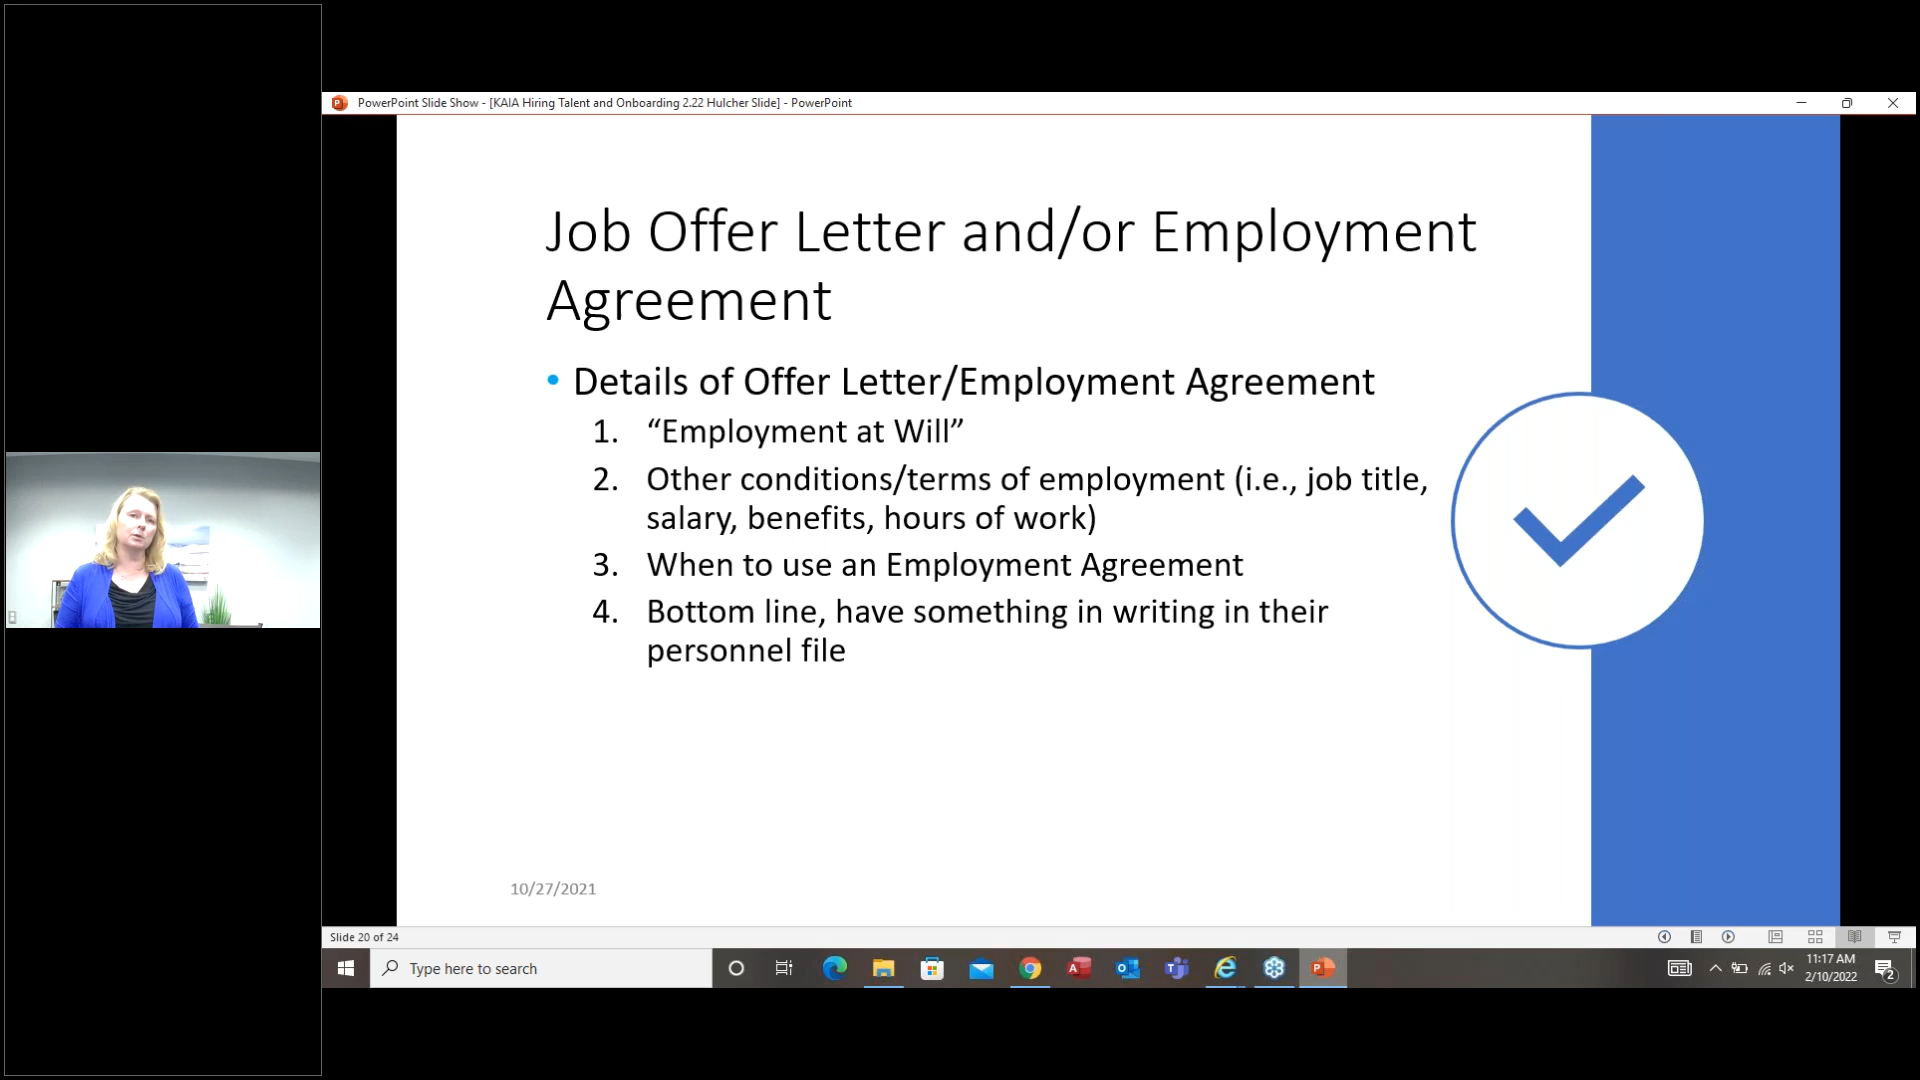 PowerPoint Slide Show - [KAIA Hiring Talent and Onboarding 2.22 Hulcher Slide] - PowerPoint
Job Offer Letter and/or Employment
Agreement
• Details of Offer Letter/Employment Agreement
1. “Employment at Will”
2. Other conditions/terms of employment (i.e., job title,
salary, benefits, hours of work)
3. When to use an Employment Agreement
4. Bottom line, have something in writing in their
personnel file
10/27/2021
Slide 20 of 24
Type here to search
11:17 AM
2/10/2022
2